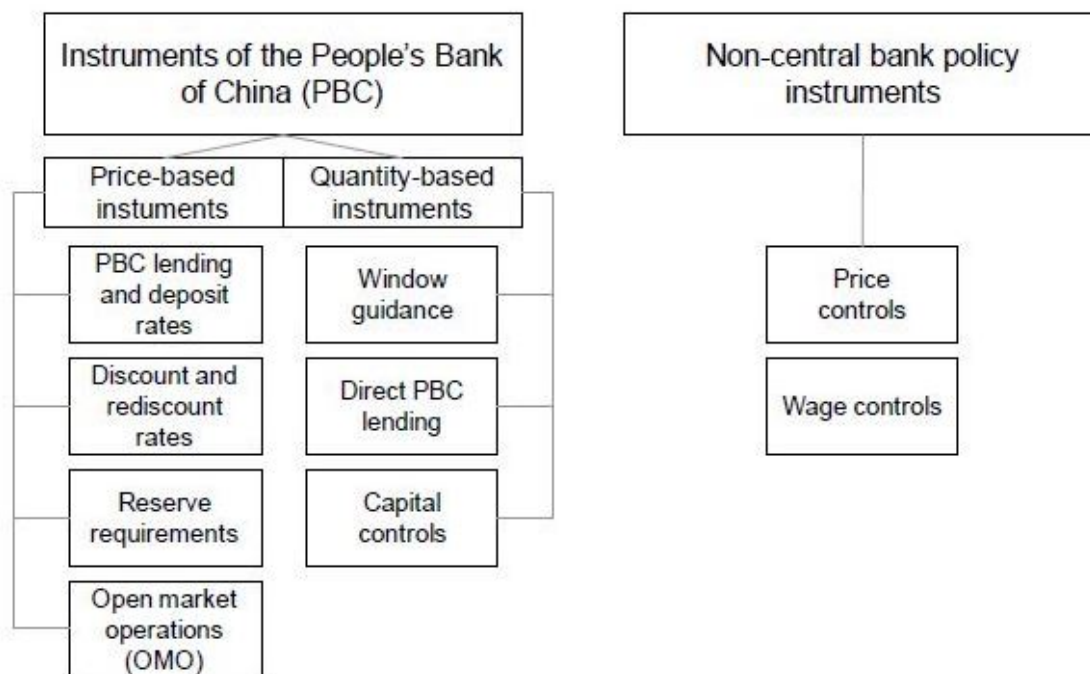 Instruments of the People's Bank
of China (PBC)
Non-central bank policy
instruments
Price-based
instuments
Quantity-based
instruments
PBC lending
and deposit
rates
Window
guidance
Price
controls
Discount and
rediscount
rates
Direct PBC
lending
Wage controls
Reserve
requirements
Capital
controls
Open market
operations
(OMO)